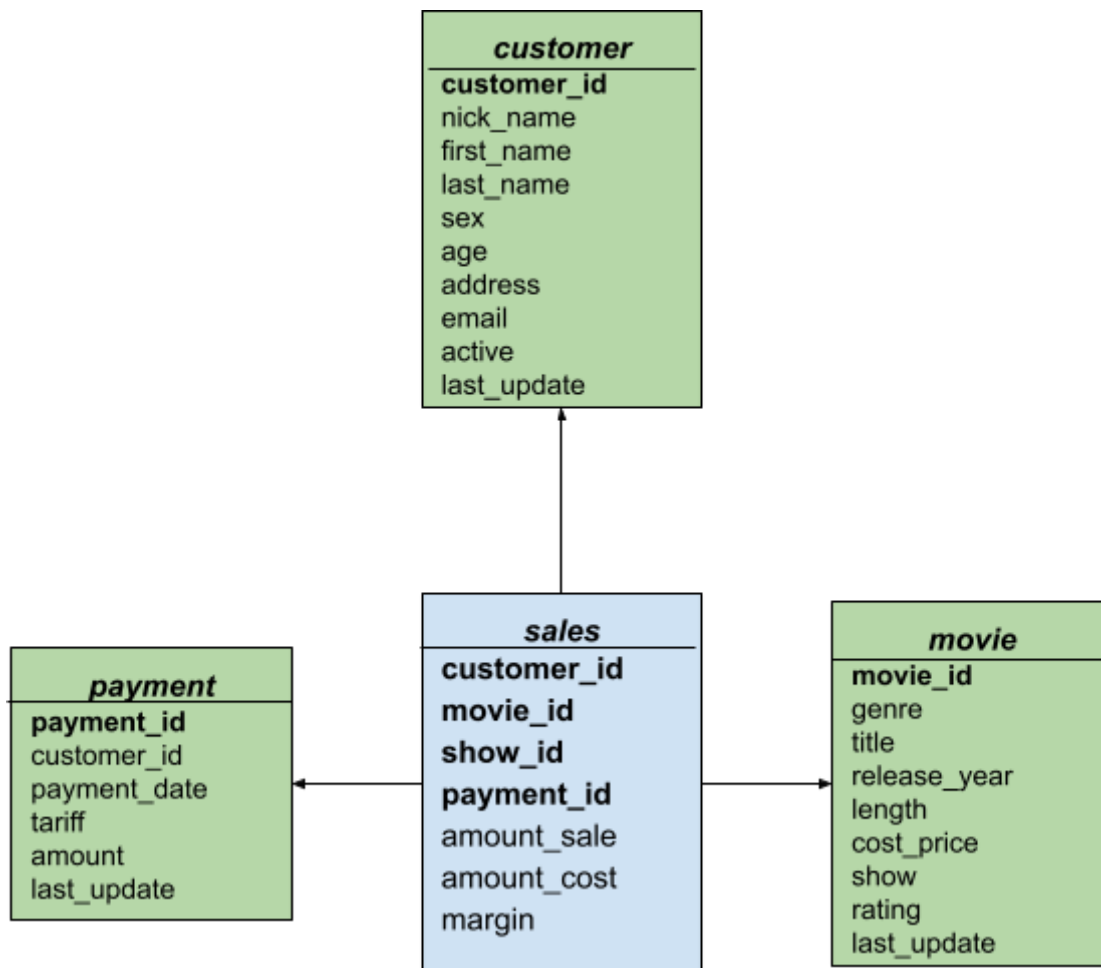 customer
customer_id
nick_name
first_name
last_name
sex
age
address
email
active
last_update
payment
payment_id
customer_id
payment_date
tariff
amount
last_update
sales
customer_id
movie_id
show_id
payment_id
amount_sale
amount_cost
margin
movie
movie_id
genre
title
release_year
length
cost_price
show
rating
last_update